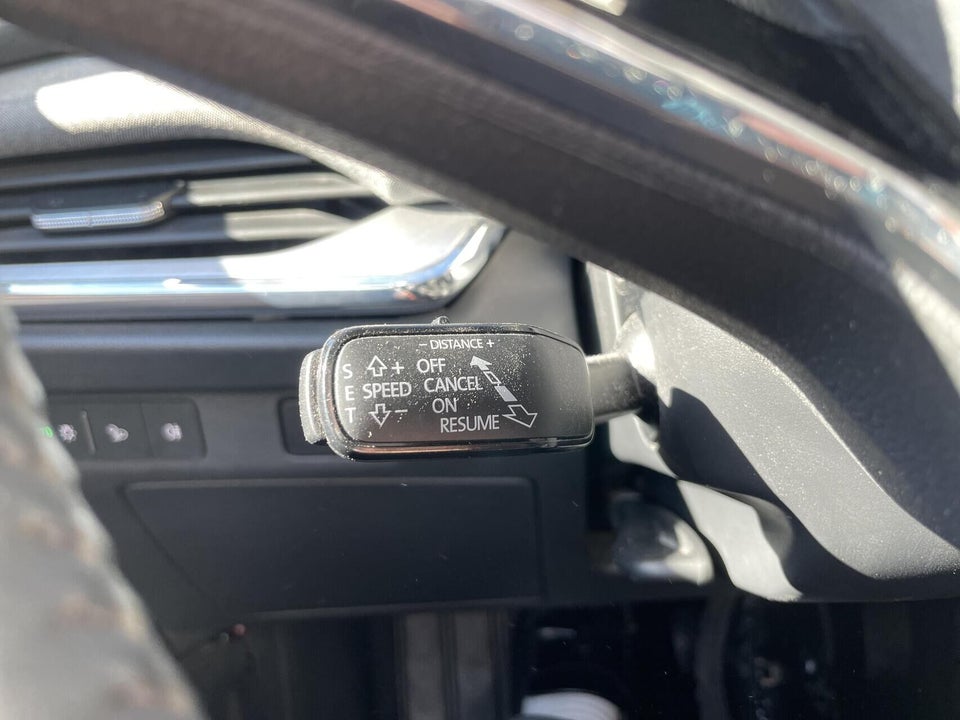 − DISTANCE +
S + OFF
E SPEED CANCEL
T − ON
RESUME